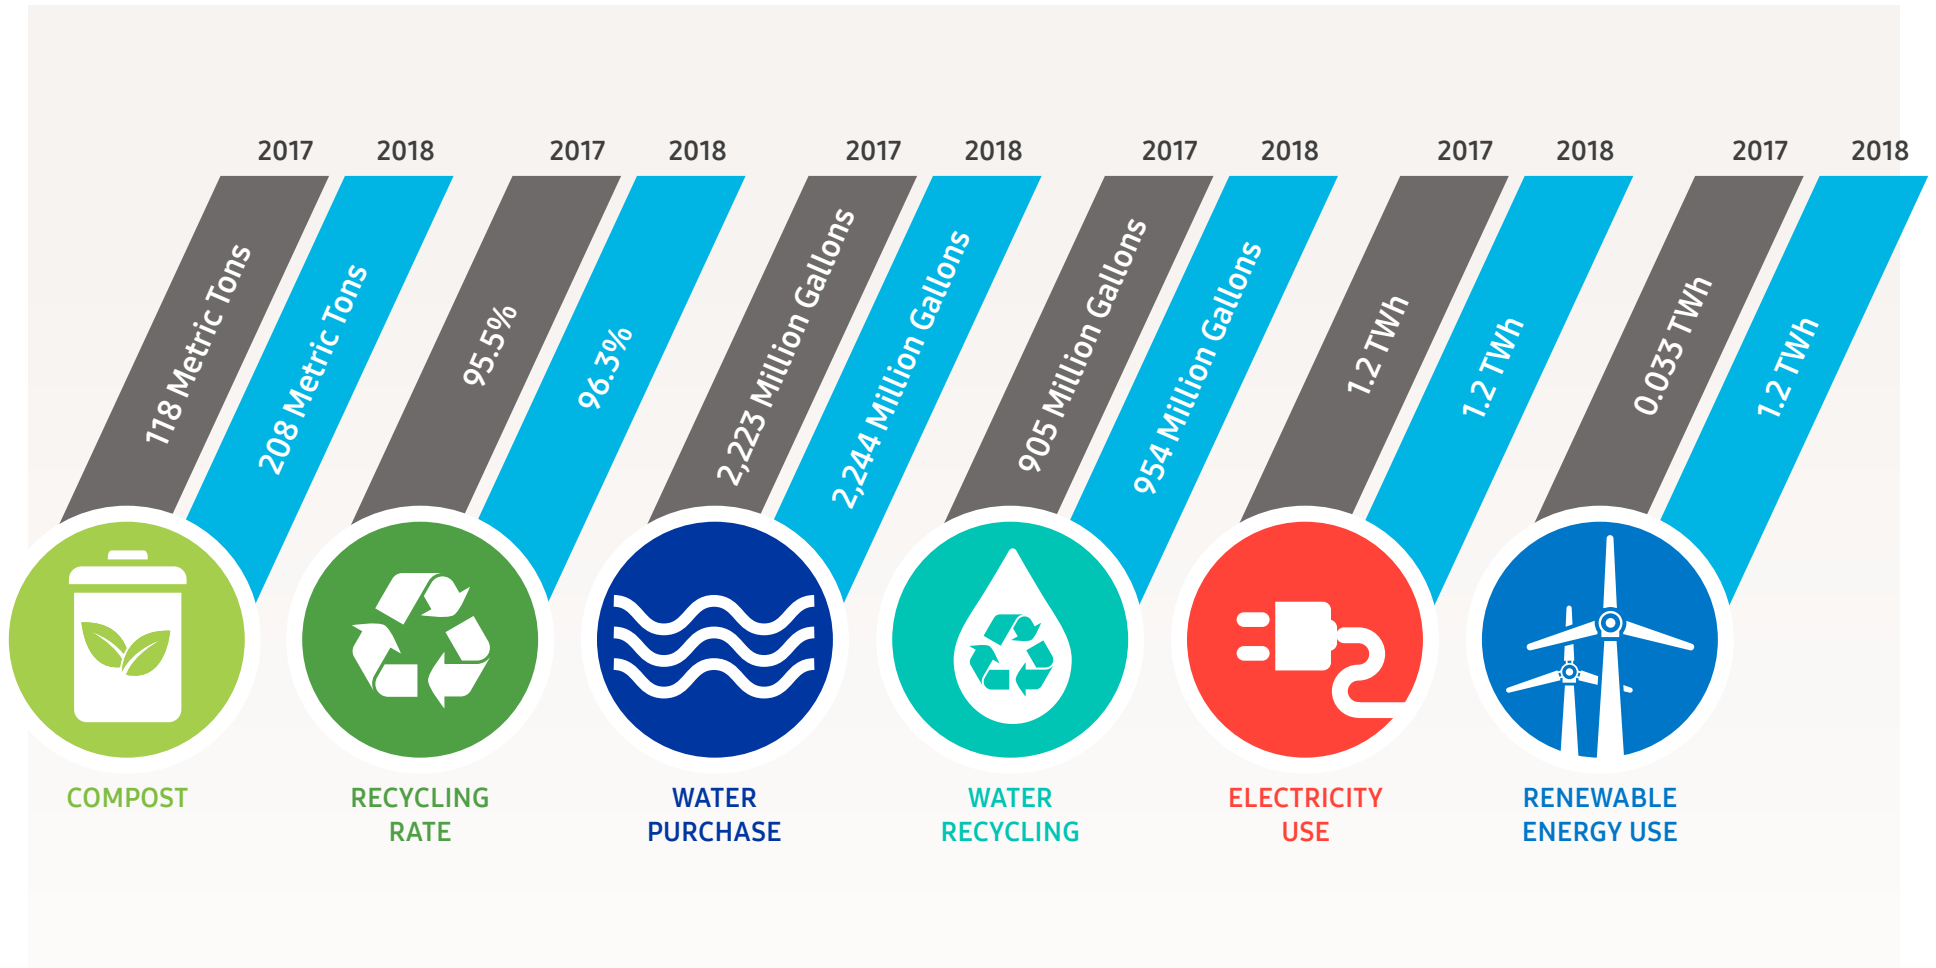 2017 2018 2017 2018 2017 2018 2017 2018 2017 2018 2017 2018
118 Metric Tons
208 Metric Tons
95.5%
96.3%
2,223 Million Gallons
2,244 Million Gallons
905 Million Gallons
954 Million Gallons
1.2 TWh
1.2 TWh
0.033 TWh
1.2 TWh
COMPOST
RECYCLING
RATE
WATER
PURCHASE
WATER
RECYCLING
ELECTRICITY
USE
RENEWABLE
ENERGY USE